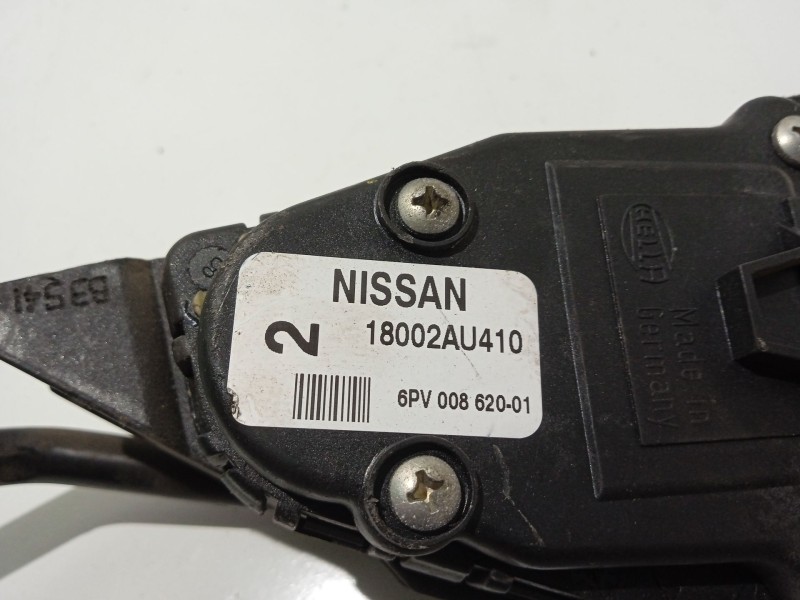 B3541
NISSAN
2
18002AU410
6PV 008 620-01
HELLA
Made in
Germany